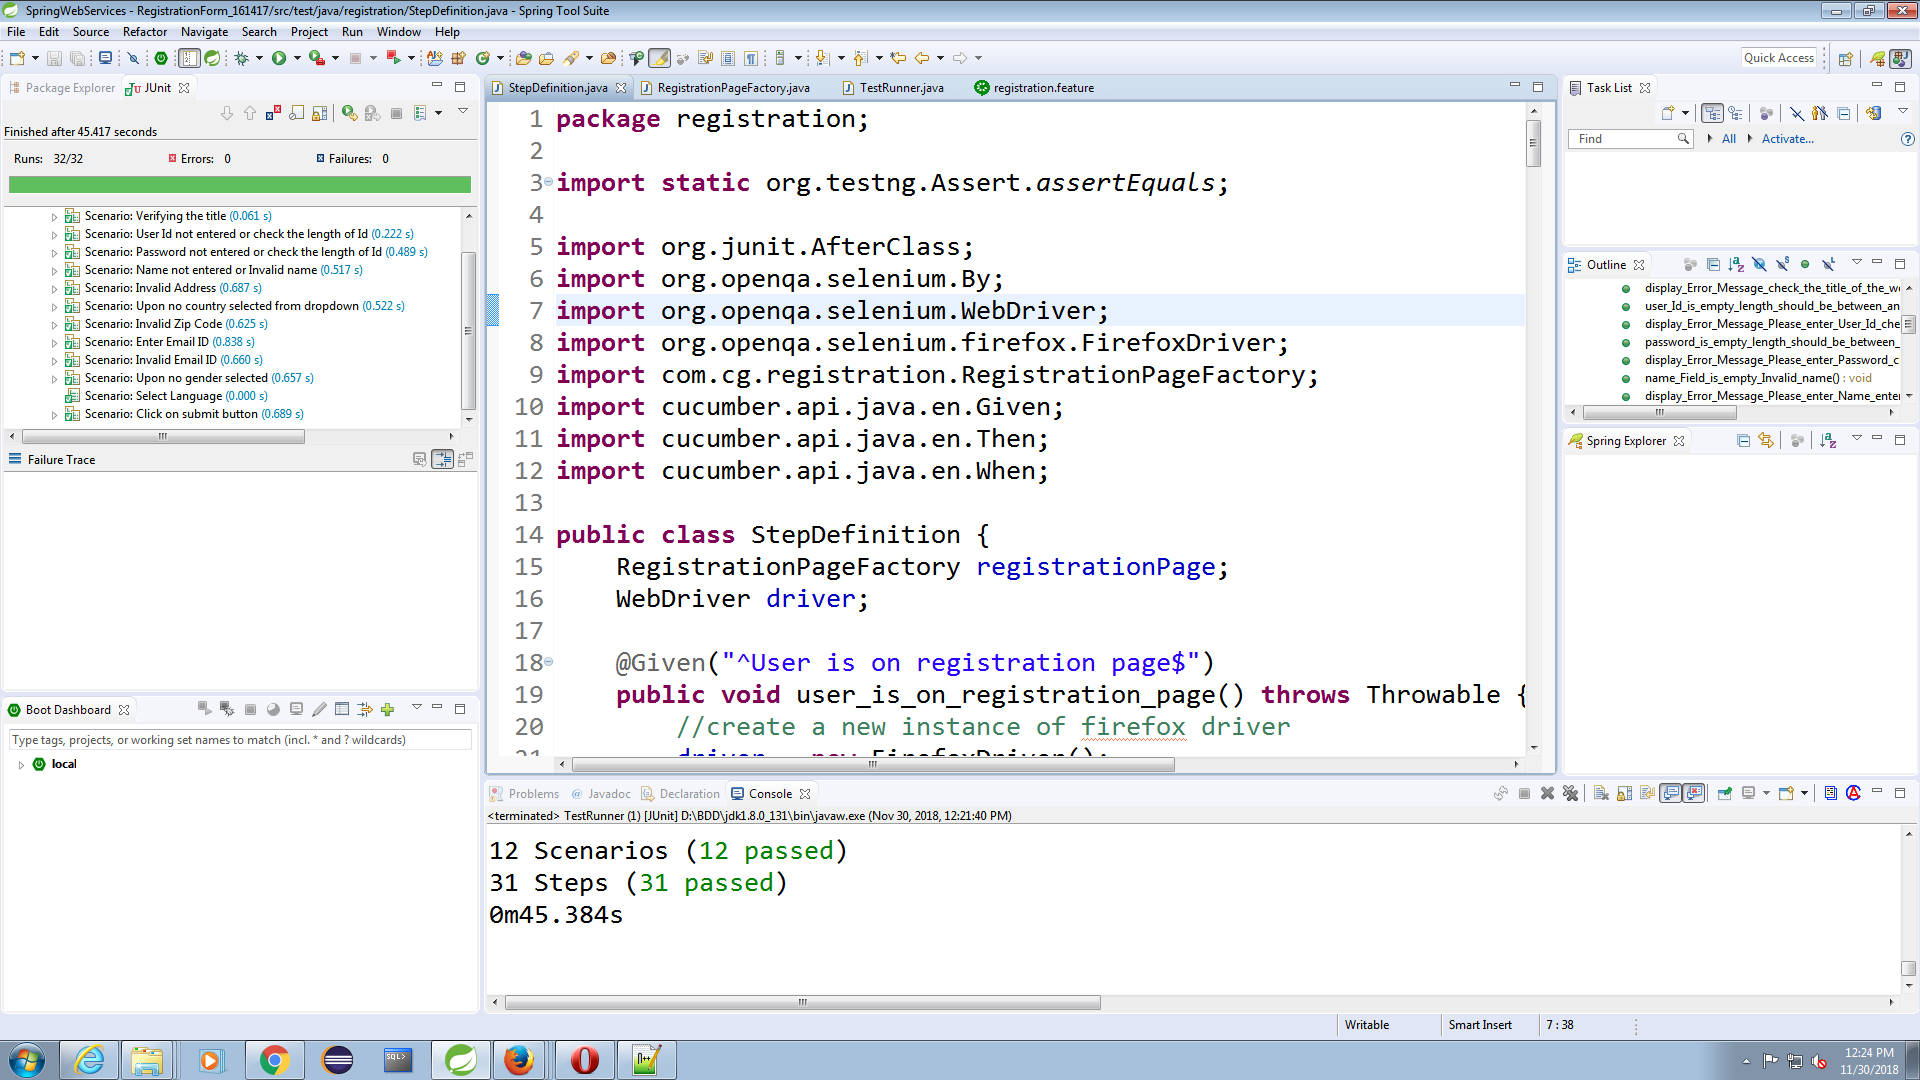 SpringWebServices - RegistrationForm_161417/src/test/java/registration/StepDefinition.java - Spring Tool Suite
File Edit Source Refactor Navigate Search Project Run Window Help
Quick Access
Package Explorer JUnit
Finished after 45.417 seconds
Runs: 32/32 Errors: 0 Failures: 0
Scenario: Verifying the title (0.061 s)
Scenario: User Id not entered or check the length of Id (0.222 s)
Scenario: Password not entered or check the length of Id (0.489 s)
Scenario: Name not entered or Invalid name (0.517 s)
Scenario: Invalid Address (0.687 s)
Scenario: Upon no country selected from dropdown (0.522 s)
Scenario: Invalid Zip Code (0.625 s)
Scenario: Enter Email ID (0.838 s)
Scenario: Invalid Email ID (0.660 s)
Scenario: Upon no gender selected (0.657 s)
Scenario: Select Language (0.000 s)
Scenario: Click on submit button (0.689 s)
Failure Trace
Boot Dashboard
Type tags, projects, or working set names to match (incl. * and ? wildcards)
local
StepDefinition.java RegistrationPageFactory.java TestRunner.java registration.feature
1 package registration;
2
3 import static org.testng.Assert.assertEquals;
4
5 import org.junit.AfterClass;
6 import org.openqa.selenium.By;
7 import org.openqa.selenium.WebDriver;
8 import org.openqa.selenium.firefox.FirefoxDriver;
9 import com.cg.registration.RegistrationPageFactory;
10 import cucumber.api.java.en.Given;
11 import cucumber.api.java.en.Then;
12 import cucumber.api.java.en.When;
13
14 public class StepDefinition {
15 RegistrationPageFactory registrationPage;
16 WebDriver driver;
17
18 @Given("^User is on registration page$")
19 public void user_is_on_registration_page() throws Throwable {
20 //create a new instance of firefox driver
21 driver = new FirefoxDriver();
Problems Javadoc Declaration Console
<terminated> TestRunner (1) [JUnit] D:\BDD\jdk1.8.0_131\bin\javaw.exe (Nov 30, 2018, 12:21:40 PM)
12 Scenarios (12 passed)
31 Steps (31 passed)
0m45.384s
Task List
Find All Activate...
Outline
display_Error_Message_check_the_title_of_the_w
user_Id_is_empty_length_should_be_between_an
display_Error_Message_Please_enter_User_Id_che
password_is_empty_length_should_be_between_
display_Error_Message_Please_enter_Password_c
name_Field_is_empty_Invalid_name() : void
display_Error_Message_Please_enter_Name_enter
Spring Explorer
Writable Smart Insert 7 : 38
SQL>
12:24 PM
11/30/2018